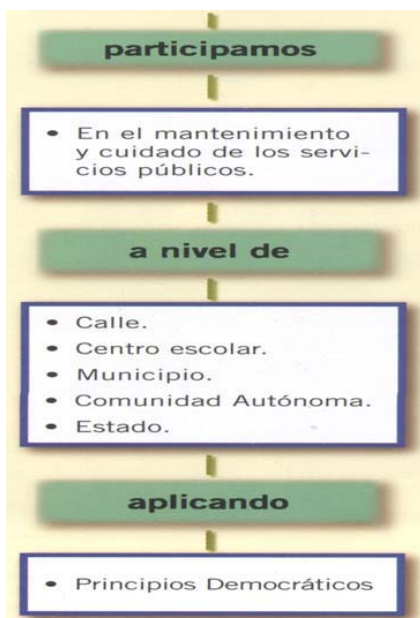 participamos
• En el mantenimiento
y cuidado de los servi-
cios públicos.
a nivel de
• Calle.
• Centro escolar.
• Municipio.
• Comunidad Autónoma.
• Estado.
aplicando
• Principios Democráticos